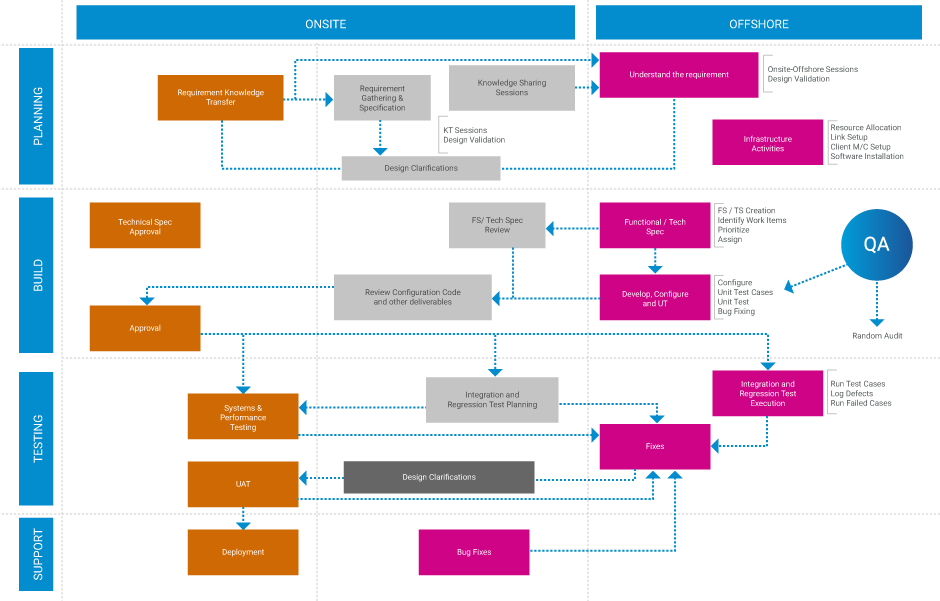 ONSITE
OFFSHORE
PLANNING
Requirement Knowledge
Transfer
Requirement
Gathering &
Specification
Knowledge Sharing
Sessions
Understand the requirement
Onsite-Offshore Sessions
Design Validation
KT Sessions
Design Validation
Design Clarifications
Infrastructure
Activities
Resource Allocation
Link Setup
Client M/C Setup
Software Installation
BUILD
Technical Spec
Approval
FS/ Tech Spec
Review
Functional / Tech
Spec
FS / TS Creation
Identify Work Items
Prioritize
Assign
QA
Review Configuration Code
and other deliverables
Develop, Configure
and UT
Configure
Unit Test Cases
Unit Test
Bug Fixing
Approval
Random Audit
TESTING
Systems &
Performance
Testing
Integration and
Regression Test Planning
Integration and
Regression Test
Execution
Run Test Cases
Log Defects
Run Failed Cases
Fixes
UAT
Design Clarifications
SUPPORT
Deployment
Bug Fixes